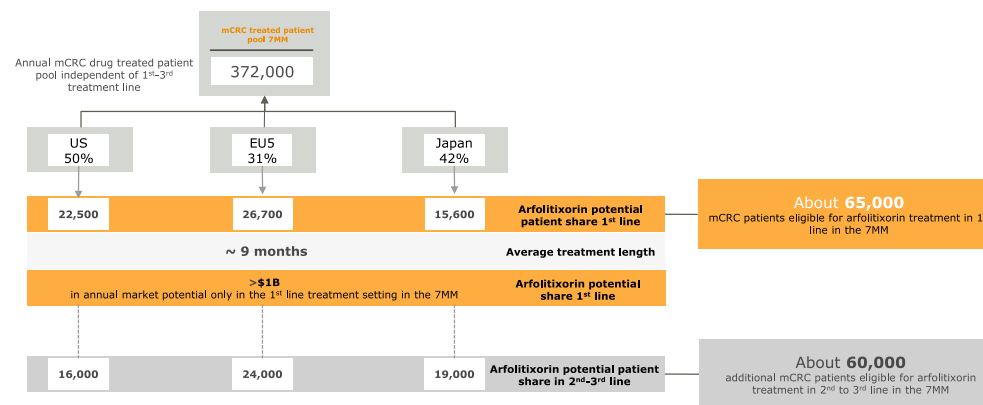 mCRC treated patient
pool 7MM
372,000
Annual mCRC drug treated patient
pool independent of 1st-3rd
treatment line
US
50%
EU5
31%
Japan
42%
22,500
26,700
15,600
Arfolitixorin potential
patient share 1st line
About 65,000
mCRC patients eligible for arfolitixorin treatment in 1
line in the 7MM
~ 9 months
Average treatment length
>$1B
in annual market potential only in the 1st line treatment setting in the 7MM
Arfolitixorin potential
share 1st line
16,000
24,000
19,000
Arfolitixorin potential patient
share in 2nd-3rd line
About 60,000
additional mCRC patients eligible for arfolitixorin
treatment in 2nd to 3rd line in the 7MM